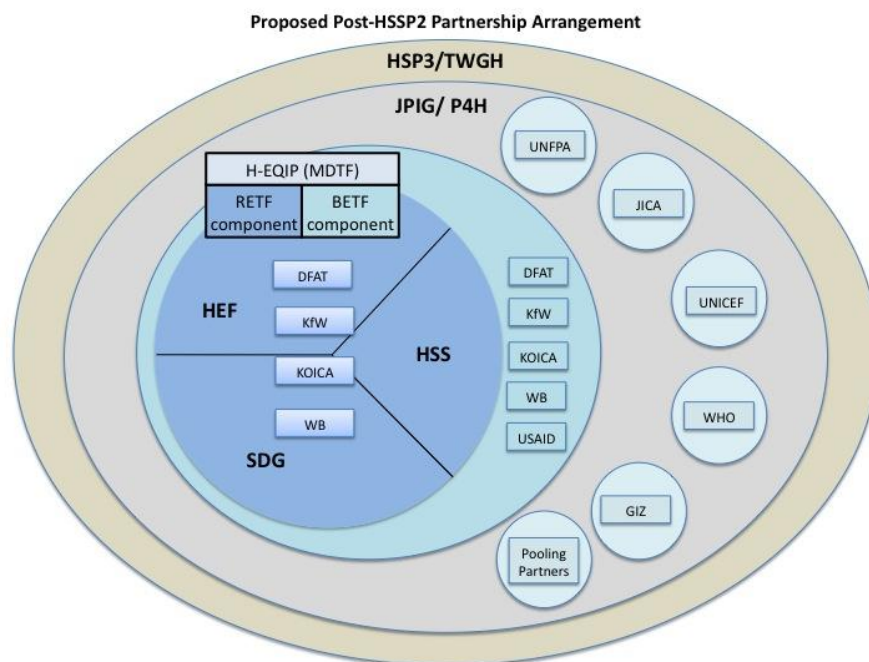 Proposed Post-HSSP2 Partnership Arrangement
HSP3/TWGH
JPIG/ P4H
UNFPA
H-EQIP (MDTF)
RETF
component
BETF
component
JICA
DFAT
DFAT
HEF
KfW
KfW
UNICEF
HSS
KOICA
KOICA
WB
WB
WHO
USAID
SDG
GIZ
Pooling
Partners